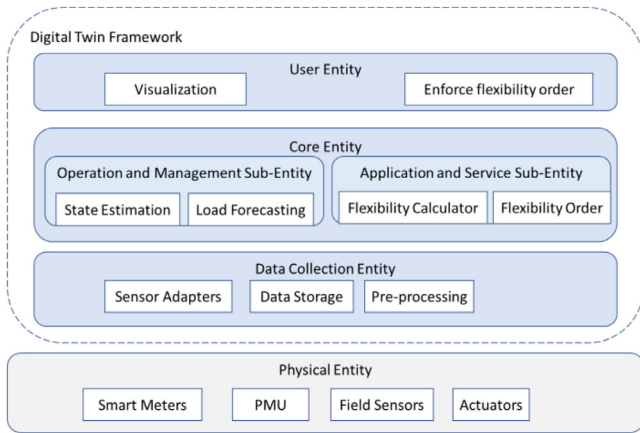 Digital Twin Framework
User Entity
Visualization
Enforce flexibility order
Core Entity
Operation and Management Sub-Entity
State Estimation
Load Forecasting
Application and Service Sub-Entity
Flexibility Calculator
Flexibility Order
Data Collection Entity
Sensor Adapters
Data Storage
Pre-processing
Physical Entity
Smart Meters
PMU
Field Sensors
Actuators